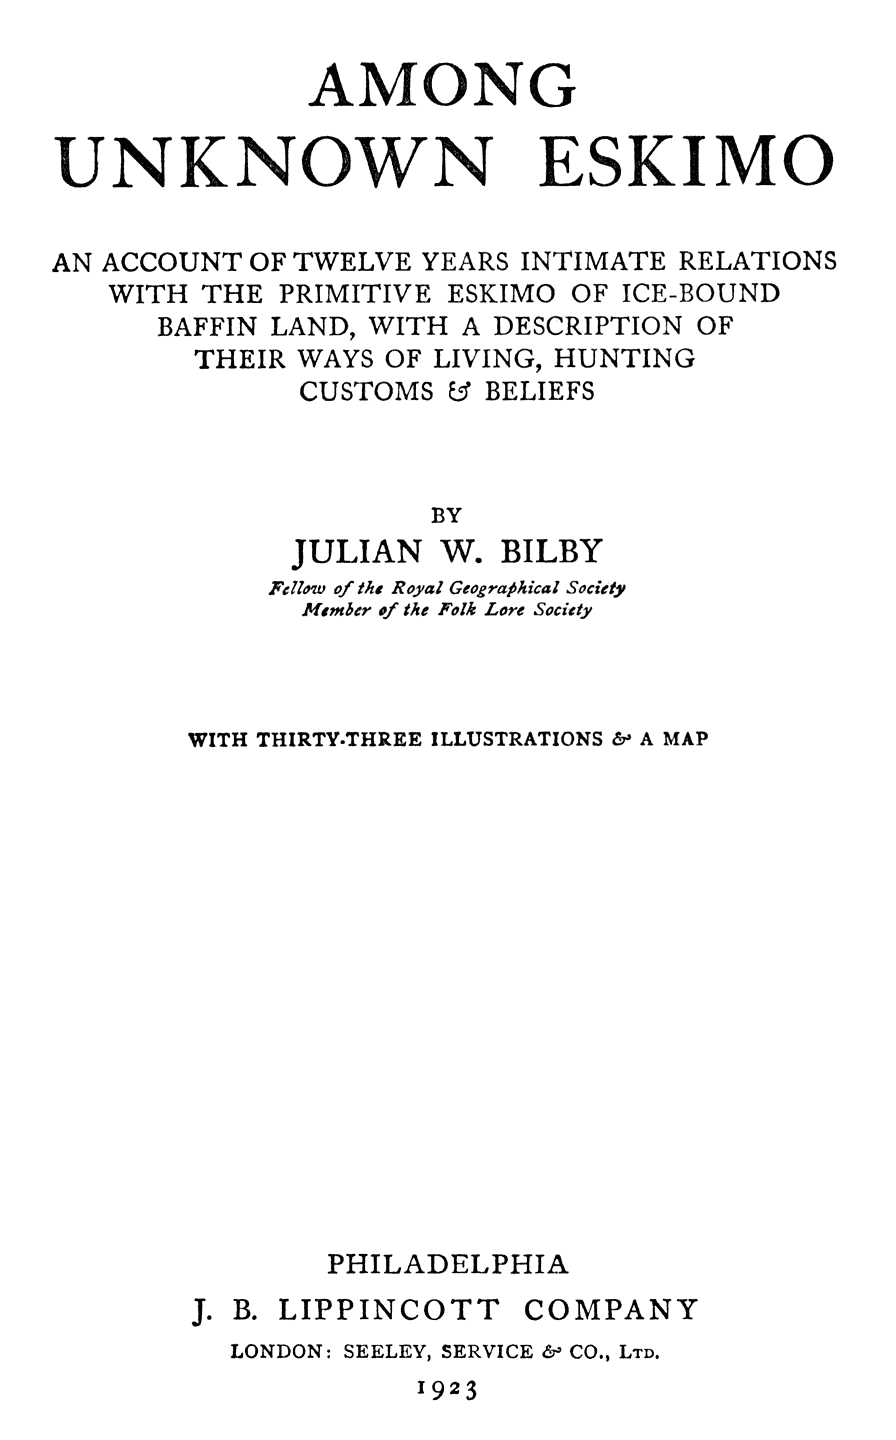 AMONG
UNKNOWN ESKIMO
AN ACCOUNT OF TWELVE YEARS INTIMATE RELATIONS
WITH THE PRIMITIVE ESKIMO OF ICE-BOUND
BAFFIN LAND, WITH A DESCRIPTION OF
THEIR WAYS OF LIVING, HUNTING
CUSTOMS & BELIEFS
BY
JULIAN W. BILBY
Fellow of the Royal Geographical Society
Member of the Folk Lore Society
WITH THIRTY-THREE ILLUSTRATIONS & A MAP
PHILADELPHIA
J. B. LIPPINCOTT COMPANY
LONDON: SEELEY, SERVICE & CO., LTD.
1923